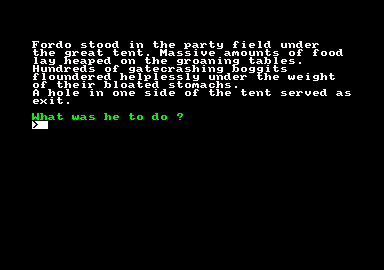 Fordo stood in the party field under
the great tent. Massive amounts of food
lay heaped on the groaning tables.
Hundreds of gatecrashing boggits
floundered helplessly under the weight
of their bloated stomachs.
A hole in one side of the tent served as
exit.
What was he to do ?
>